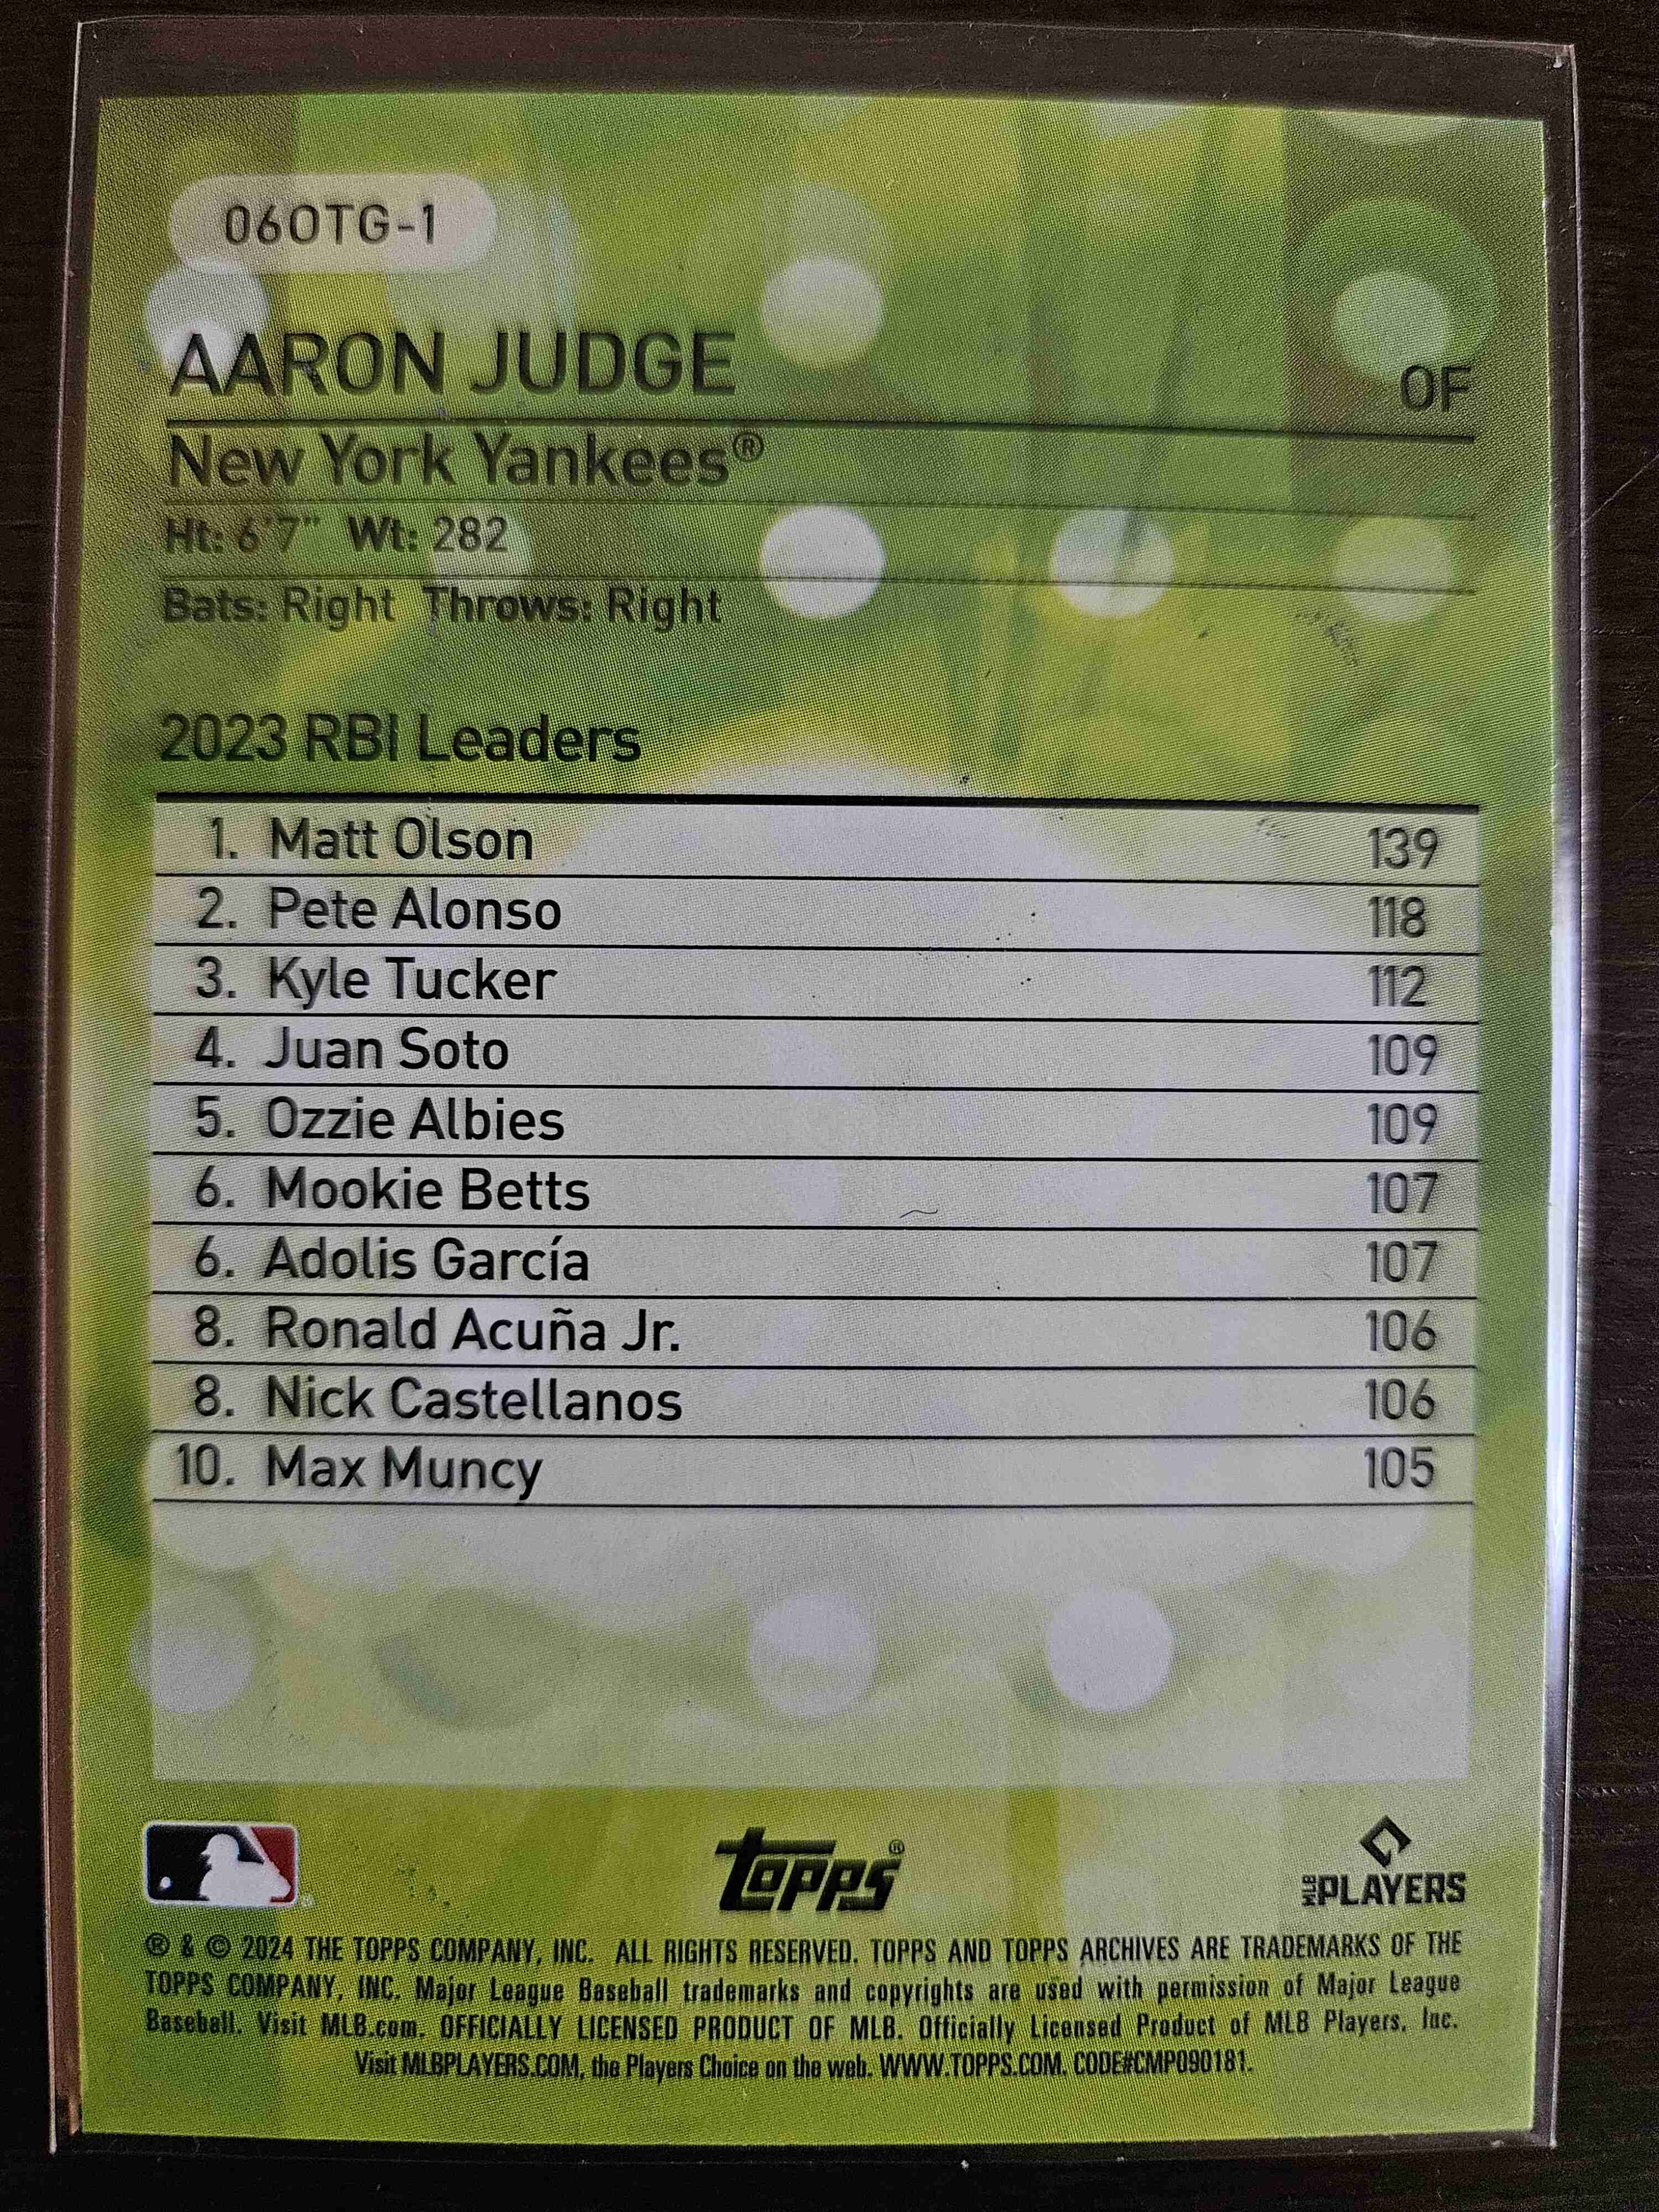 06OTG-1
AARON JUDGE OF
New York Yankees®
Ht: 6'7" Wt: 282
Bats: Right Throws: Right
2023 RBI Leaders
1. Matt Olson 139
2. Pete Alonso 118
3. Kyle Tucker 112
4. Juan Soto 109
5. Ozzie Albies 109
6. Mookie Betts 107
6. Adolis García 107
8. Ronald Acuña Jr. 106
8. Nick Castellanos 106
10. Max Muncy 105
topps®
MLB PLAYERS
® & © 2024 THE TOPPS COMPANY, INC. ALL RIGHTS RESERVED. TOPPS AND TOPPS ARCHIVES ARE TRADEMARKS OF THE
TOPPS COMPANY, INC. Major League Baseball trademarks and copyrights are used with permission of Major League
Baseball. Visit MLB.com. OFFICIALLY LICENSED PRODUCT OF MLB. Officially Licensed Product of MLB Players, Inc.
Visit MLBPLAYERS.COM, the Players Choice on the web. WWW.TOPPS.COM. CODE#CMP090181.